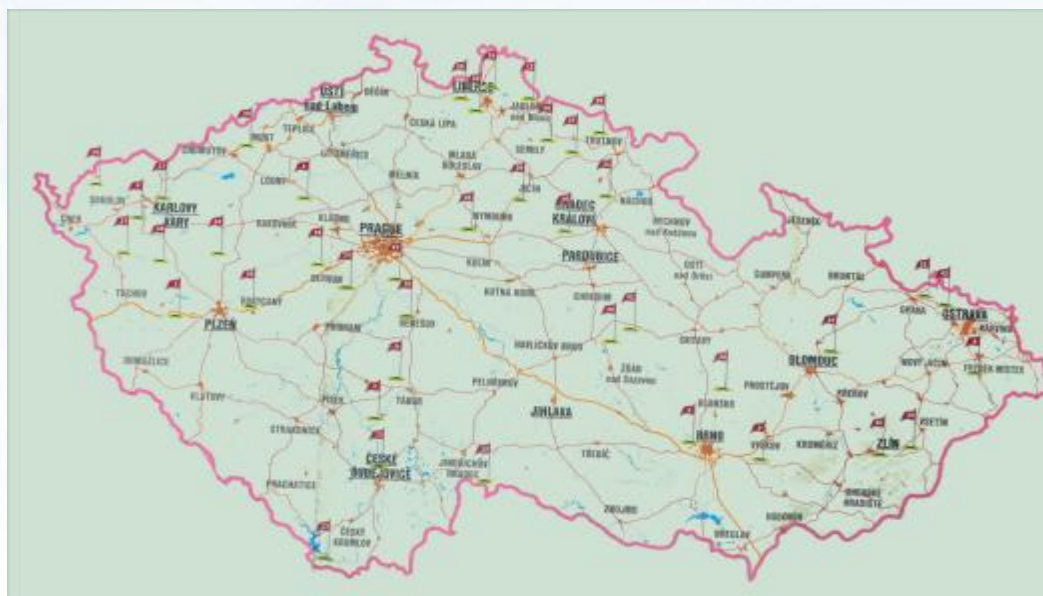 DĚČÍN
LIBEREC
ÚSTÍ
nad Labem
JABLONEC
nad Nisou
TEPLICE
ČESKÁ LÍPA
MOST
CHOMUTOV
LITOMĚŘICE
SEMILY
TRUTNOV
MLADÁ
BOLESLAV
MĚLNÍK
LOUNY
JIČÍN
NÁCHOD
SOKOLOV
KARLOVY
VARY
CHEB
HRADEC
KRÁLOVÉ
RYCHNOV
nad Kněžnou
JESENÍK
KLADNO
RAKOVNÍK
PRAGUE
NYMBURK
KOLÍN
PARDUBICE
ÚSTÍ
nad Orlicí
ŠUMPERK
BRUNTÁL
BEROUN
KUTNÁ HORA
CHRUDIM
TACHOV
ROKYCANY
OPAVA
OSTRAVA
KARVINÁ
PLZEŇ
PŘÍBRAM
BENEŠOV
HAVLÍČKŮV BROD
SVITAVY
DOMAŽLICE
ŽĎÁR
nad Sázavou
OLOMOUC
NOVÝ JIČÍN
FRÝDEK-MÍSTEK
PELHŘIMOV
BLANSKO
PROSTĚJOV
PŘEROV
KLATOVY
PÍSEK
TÁBOR
JIHLAVA
VSETÍN
STRAKONICE
BRNO
VYŠKOV
KROMĚŘÍŽ
ZLÍN
ČESKÉ
BUDĚJOVICE
JINDŘICHŮV
HRADEC
TŘEBÍČ
PRACHATICE
UHERSKÉ
HRADIŠTĚ
ZNOJMO
HODONÍN
ČESKÝ
KRUMLOV
BŘECLAV